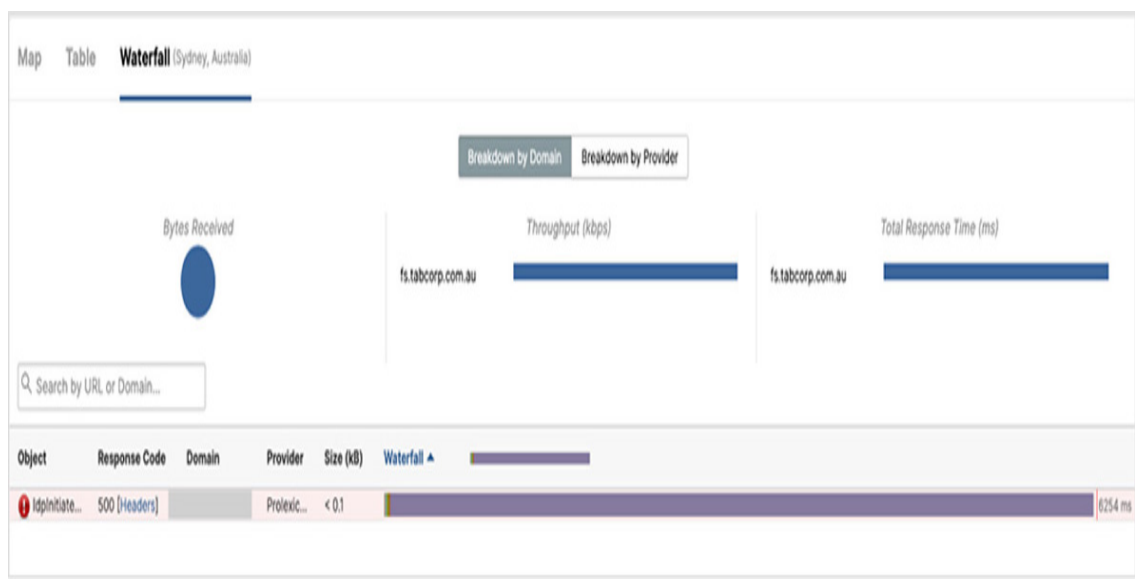 Map Table Waterfall (Sydney, Australia)
Breakdown by Domain Breakdown by Provider
Bytes Received Throughput (kbps) Total Response Time (ms)
fs.tabcorp.com.au fs.tabcorp.com.au
Search by URL or Domain...
Object Response Code Domain Provider Size (kB) Waterfall ▲
IdpInitiate... 500 [Headers] Prolexic... < 0.1 6254 ms